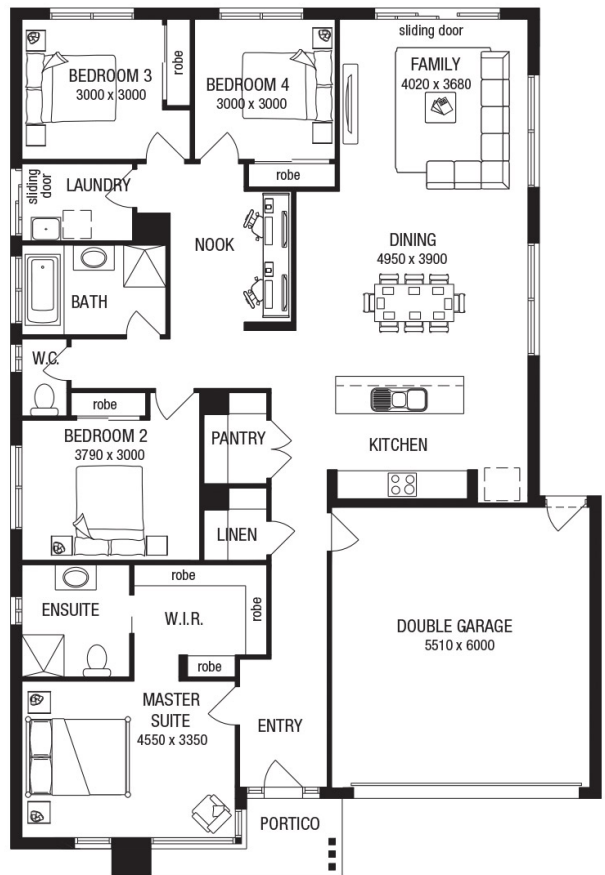 sliding door
FAMILY
4020 x 3680
BEDROOM 3
3000 x 3000
robe
BEDROOM 4
3000 x 3000
robe
sliding
door
LAUNDRY
NOOK
DINING
4950 x 3900
BATH
W.C.
robe
BEDROOM 2
3790 x 3000
PANTRY
KITCHEN
LINEN
robe
ENSUITE
W.I.R.
robe
robe
DOUBLE GARAGE
5510 x 6000
MASTER
SUITE
4550 x 3350
ENTRY
PORTICO